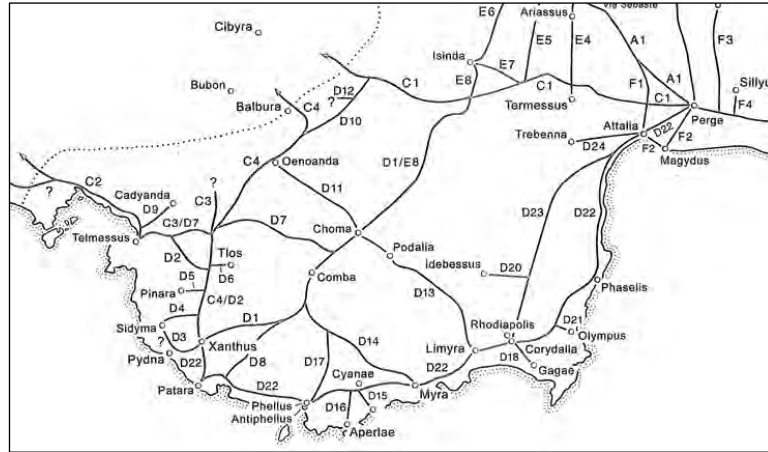 E6
Ariassus
Via Sebaste
Cibyra
E5
E4
A1
F3
Isinda
E7
E8
Bubon
D12
?
C1
C1
F1
A1
Sillyu
Balbura
C4
D10
Termessus
C1
F4
Perge
Attalia
D22
Trebenna
F2
D24
F2
Magydus
C4
Oenoanda
D1/E8
C2
?
Cadyanda
?
D11
D9
C3
D23
D22
C3/D7
D7
Choma
Telmassus
Podalia
D2
Tlos
Idebessus
D20
D5
D6
Comba
Phaselis
Pinara
C4/D2
D13
D4
Sidyma
D1
Rhodiapolis
D21
D3
D14
Olympus
?
Xanthus
Limyra
Corydalla
Pydna
D22
D8
D17
D18
Gagae
Cyanae
D22
Patara
D22
Myra
Phellus
D15
Antiphellus
D16
Aperlae